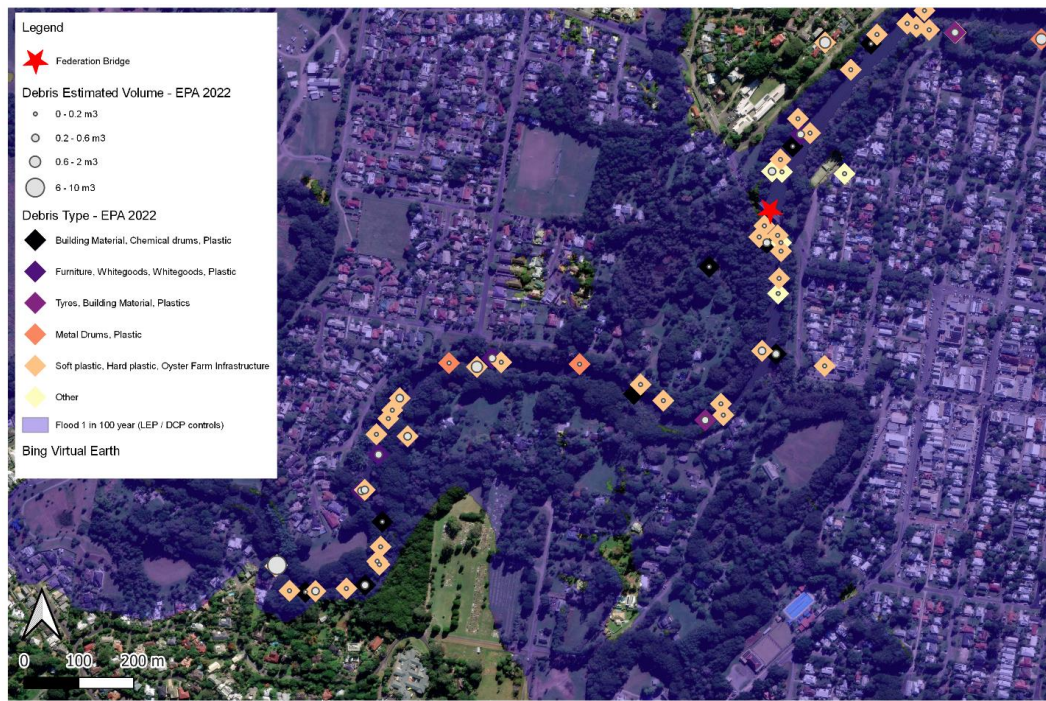 Legend
Federation Bridge
Debris Estimated Volume - EPA 2022
0 - 0.2 m3
0.2 - 0.6 m3
0.6 - 2 m3
6 - 10 m3
Debris Type - EPA 2022
Building Material, Chemical drums, Plastic
Furniture, Whitegoods, Whitegoods, Plastic
Tyres, Building Material, Plastics
Metal Drums, Plastic
Soft plastic, Hard plastic, Oyster Farm Infrastructure
Other
Flood 1 in 100 year (LEP / DCP controls)
Bing Virtual Earth
0 100 200 m